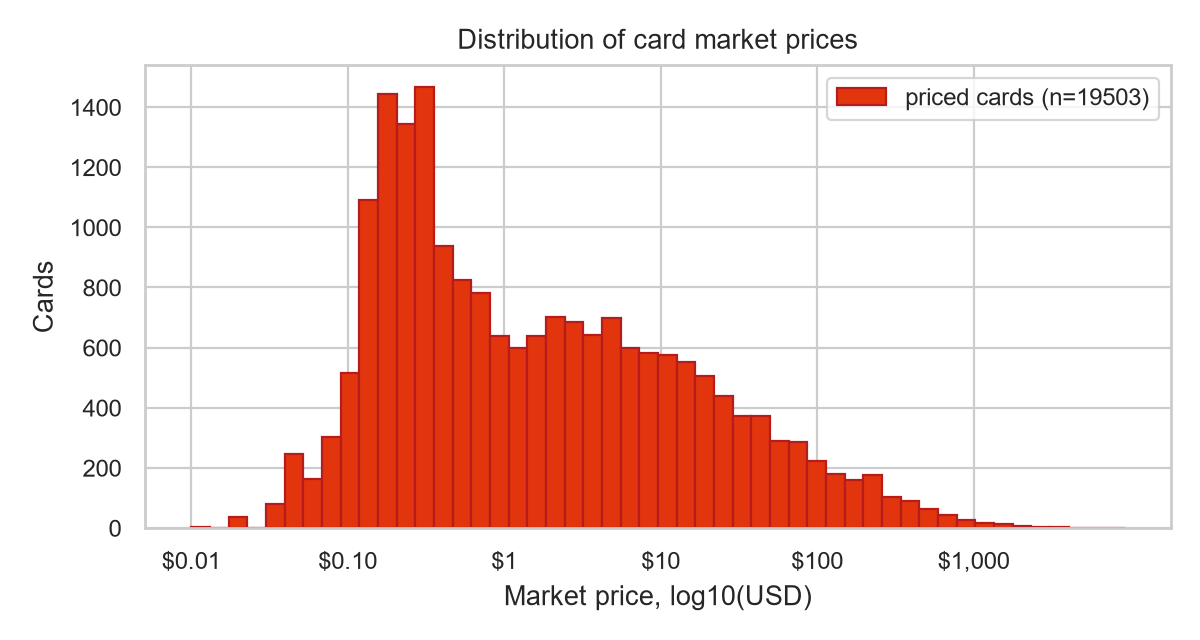 Distribution of card market prices
priced cards (n=19503)
1400
1200
1000
800
600
400
200
0
Cards
$0.01 $0.10 $1 $10 $100 $1,000
Market price, log10(USD)